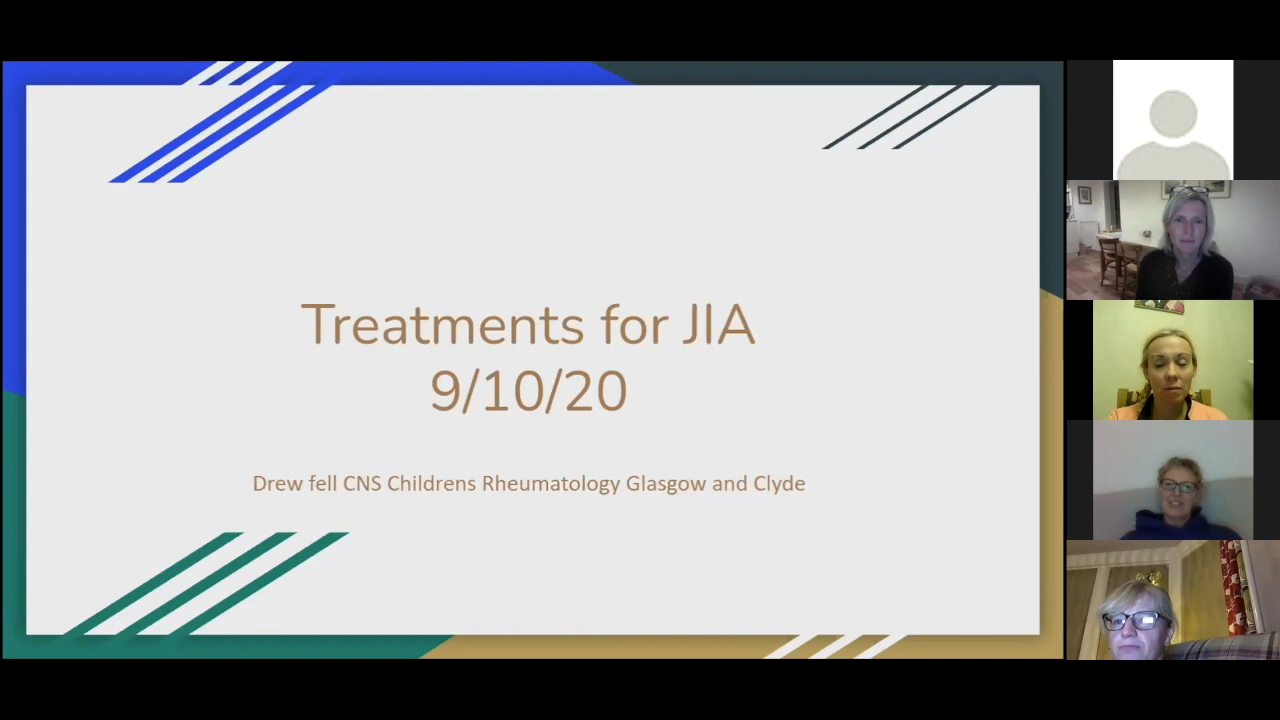 Treatments for JIA
9/10/20
Drew fell CNS Childrens Rheumatology Glasgow and Clyde